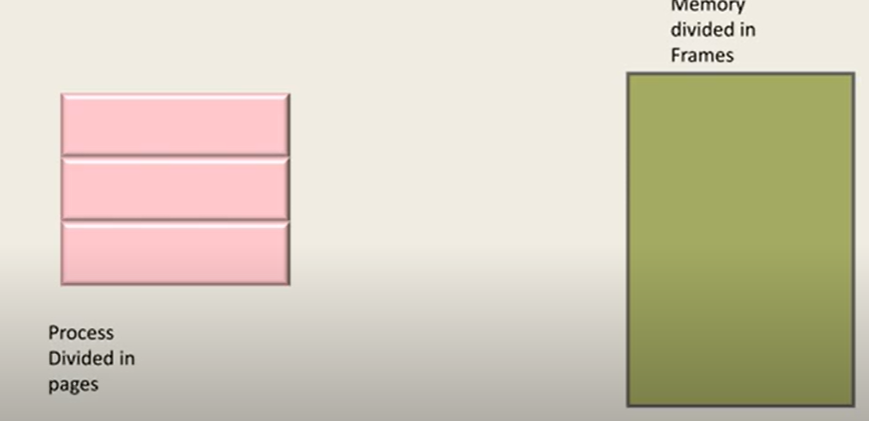 Memory
divided in
Frames
Process
Divided in
pages